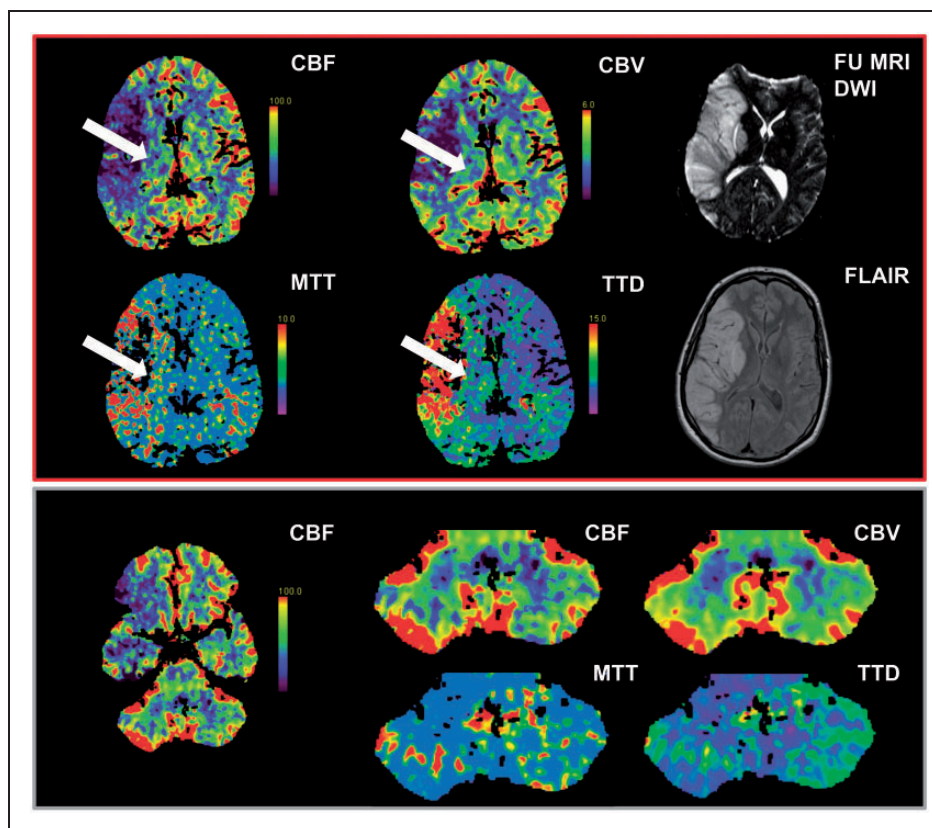 CBF
100.0
CBV
6.0
FU MRI
DWI
MTT
10.0
TTD
15.0
FLAIR
CBF
100.0
CBF
CBV
MTT
TTD